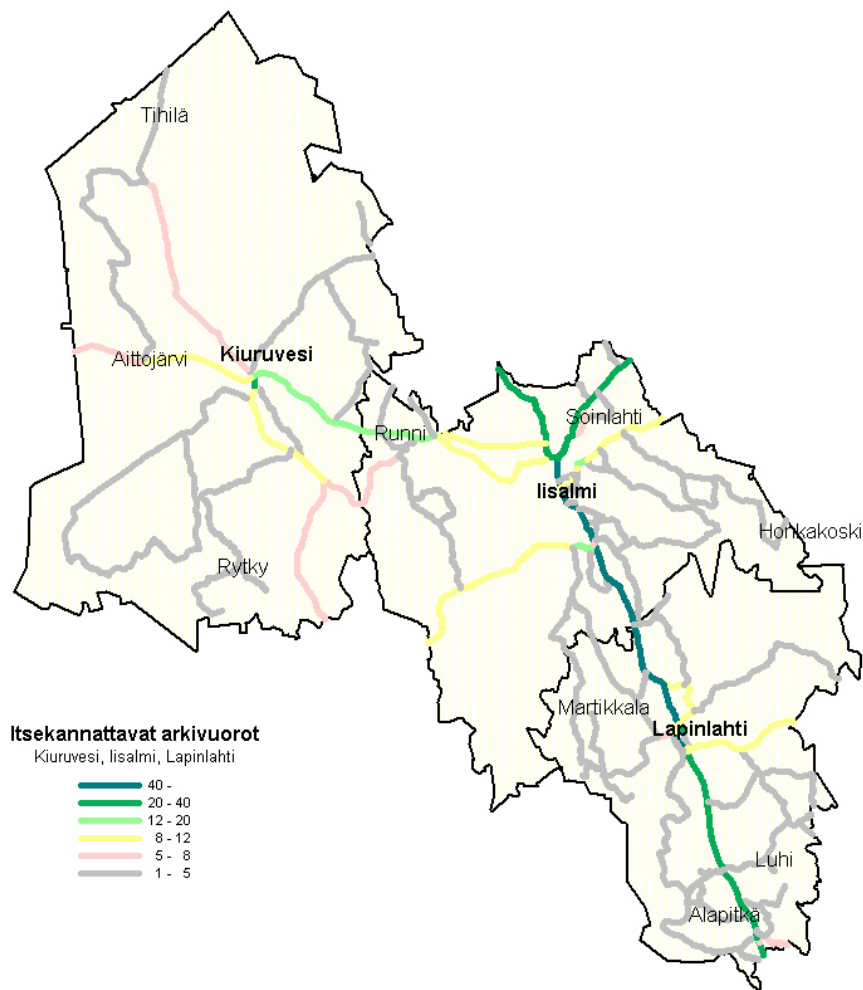 Tihilä
Aittojärvi
Kiuruvesi
Runni
Soinlahti
Iisalmi
Honkakoski
Rytky
Martikkala
Lapinlahti
Luhi
Alapitkä
Itsekannattavat arkivuorot
Kiuruvesi, Iisalmi, Lapinlahti
40 -
20 - 40
12 - 20
8 - 12
5 - 8
1 - 5